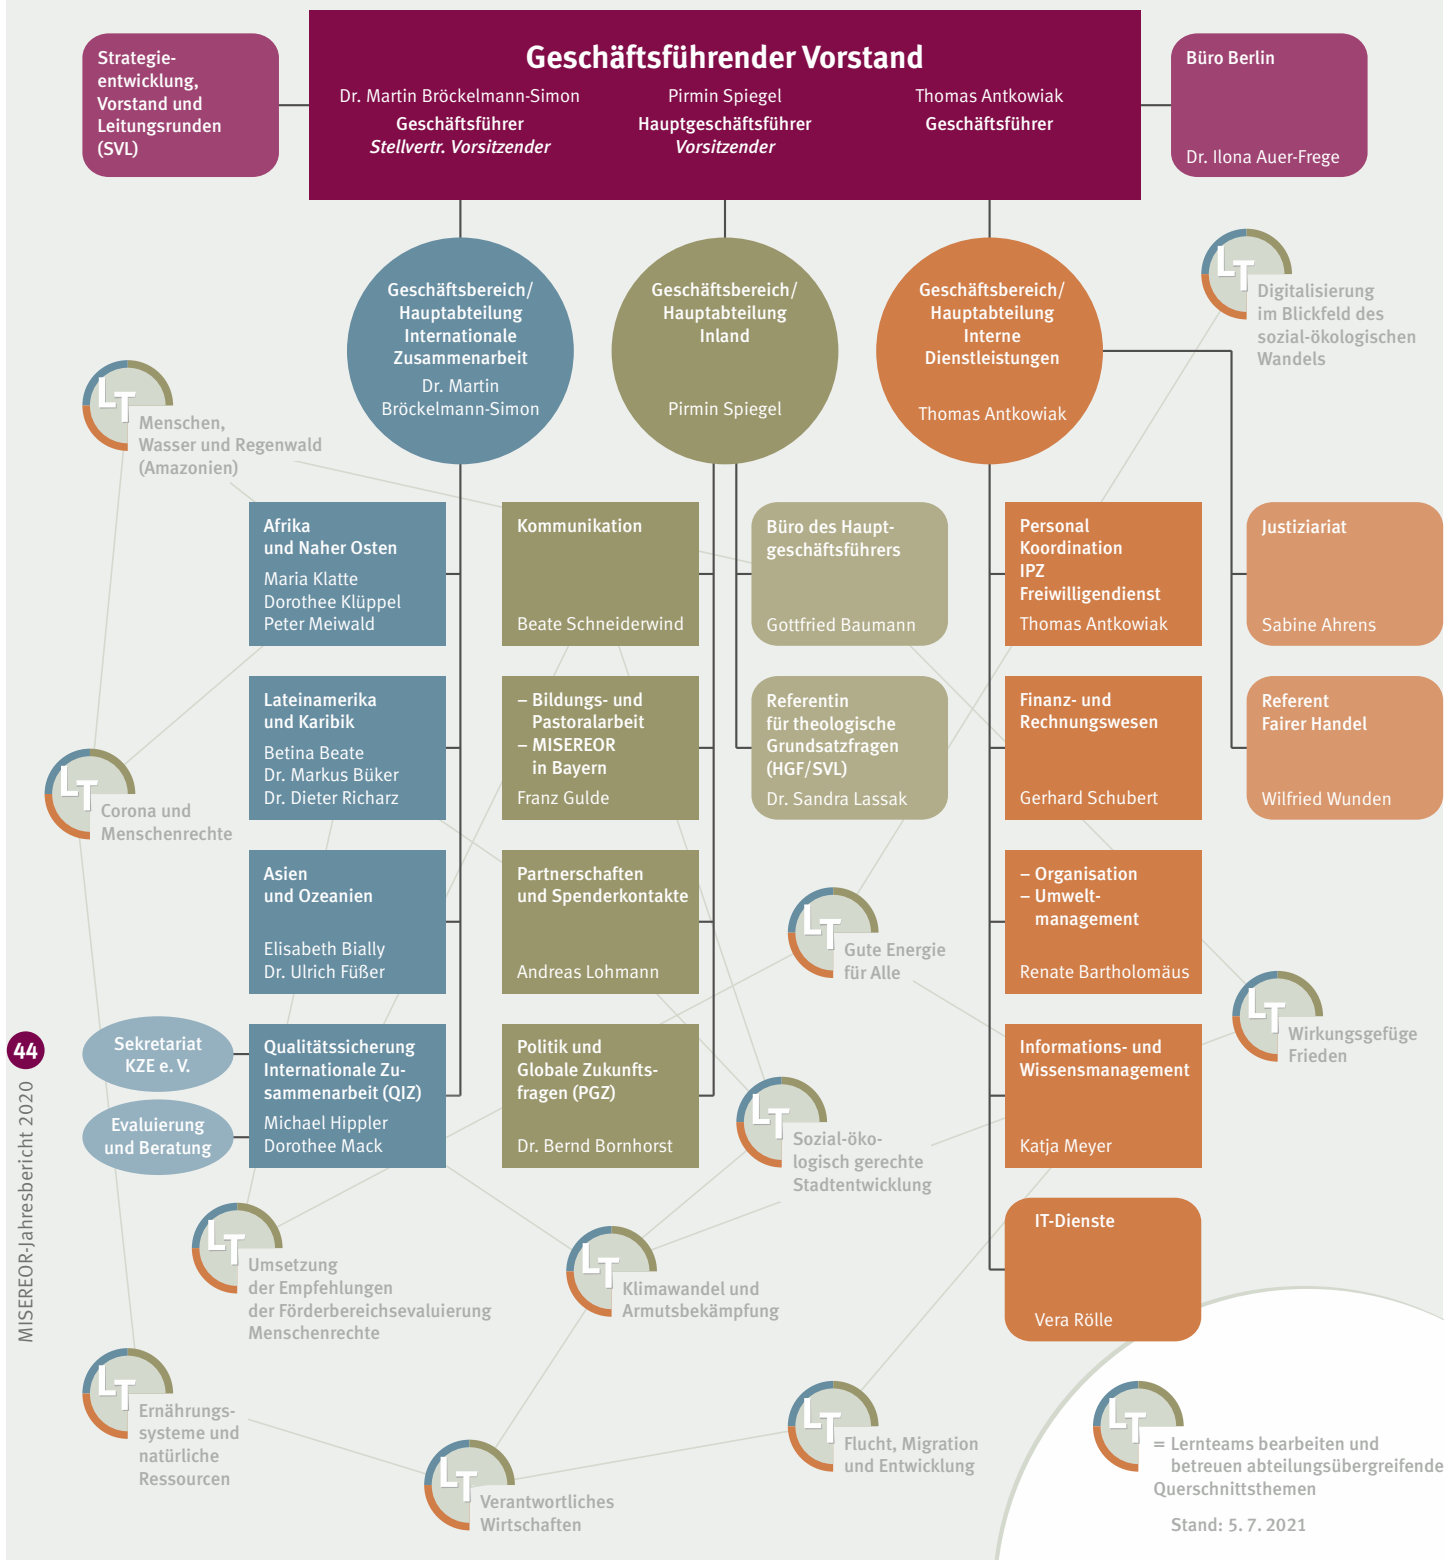 Strategie-
entwicklung,
Vorstand und
Leitungsrunden
(SVL)
Geschäftsführender Vorstand
Dr. Martin Bröckelmann-Simon
Geschäftsführer
Stellvertr. Vorsitzender
Pirmin Spiegel
Hauptgeschäftsführer
Vorsitzender
Thomas Antkowiak
Geschäftsführer
Büro Berlin
Dr. Ilona Auer-Frege
Geschäftsbereich/
Hauptabteilung
Internationale
Zusammenarbeit
Dr. Martin
Bröckelmann-Simon
Geschäftsbereich/
Hauptabteilung
Inland
Pirmin Spiegel
Geschäftsbereich/
Hauptabteilung
Interne
Dienstleistungen
Thomas Antkowiak
LT
Digitalisierung
im Blickfeld des
sozial-ökologischen
Wandels
LT
Menschen,
Wasser und Regenwald
(Amazonien)
Afrika
und Naher Osten
Maria Klatte
Dorothee Klüppel
Peter Meiwald
Kommunikation
Beate Schneiderwind
Büro des Haupt-
geschäftsführers
Gottfried Baumann
Personal
Koordination
IPZ
Freiwilligendienst
Thomas Antkowiak
Justiziariat
Sabine Ahrens
Lateinamerika
und Karibik
Betina Beate
Dr. Markus Büker
Dr. Dieter Richarz
– Bildungs- und
Pastoralarbeit
– MISEREOR
in Bayern
Franz Gulde
Referentin
für theologische
Grundsatzfragen
(HGF/SVL)
Dr. Sandra Lassak
Finanz- und
Rechnungswesen
Gerhard Schubert
Referent
Fairer Handel
Wilfried Wunden
LT
Corona und
Menschenrechte
Asien
und Ozeanien
Elisabeth Bially
Dr. Ulrich Füßer
Partnerschaften
und Spenderkontakte
Andreas Lohmann
LT
Gute Energie
für Alle
– Organisation
– Umwelt-
management
Renate Bartholomäus
LT
Wirkungsgefüge
Frieden
Sekretariat
KZE e. V.
Evaluierung
und Beratung
Qualitätssicherung
Internationale Zu-
sammenarbeit (QIZ)
Michael Hippler
Dorothee Mack
Politik und
Globale Zukunfts-
fragen (PGZ)
Dr. Bernd Bornhorst
LT
Sozial-öko-
logisch gerechte
Stadtentwicklung
Informations- und
Wissensmanagement
Katja Meyer
44
MISEREOR-Jahresbericht 2020
LT
Umsetzung
der Empfehlungen
der Förderbereichsevaluierung
Menschenrechte
LT
Klimawandel und
Armutsbekämpfung
IT-Dienste
Vera Rölle
LT
Ernährungs-
systeme und
natürliche
Ressourcen
LT
Verantwortliches
Wirtschaften
LT
Flucht, Migration
und Entwicklung
LT
= Lernteams bearbeiten und
betreuen abteilungsübergreifende
Querschnittsthemen
Stand: 5. 7. 2021